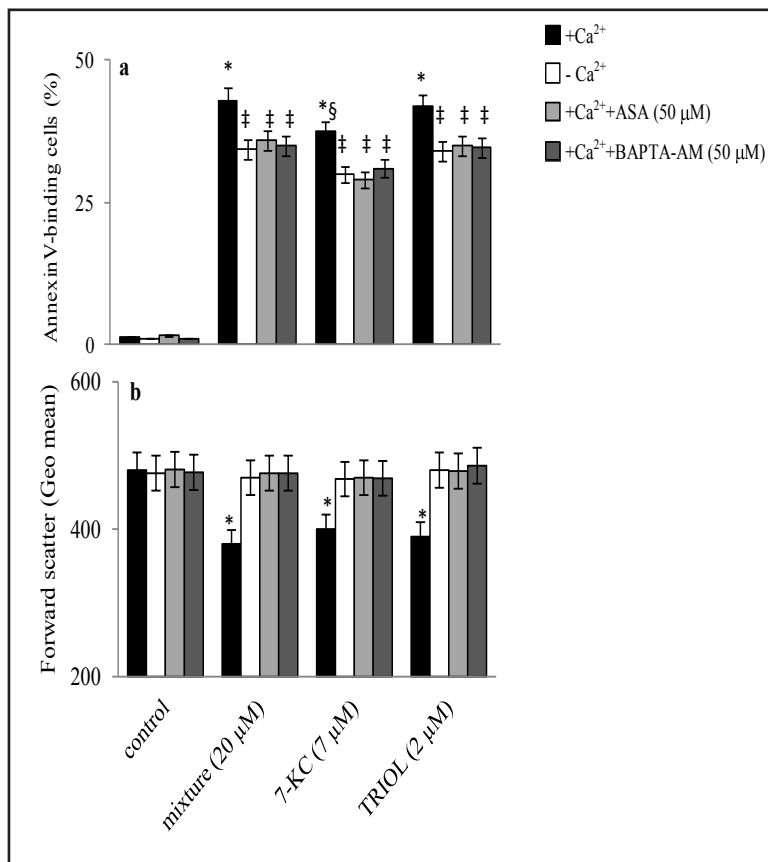 +Ca²⁺
- Ca²⁺
+Ca²⁺+ASA (50 μM)
+Ca²⁺+BAPTA-AM (50 μM)
a
AnnexinV-binding cells (%)
50
25
0
*
‡ ‡ ‡
*§
‡ ‡ ‡
*
‡ ‡ ‡
b
Forward scatter (Geo mean)
600
400
200
*
*
*
control
mixture (20 μM)
7-KC (7 μM)
TRIOL (2 μM)